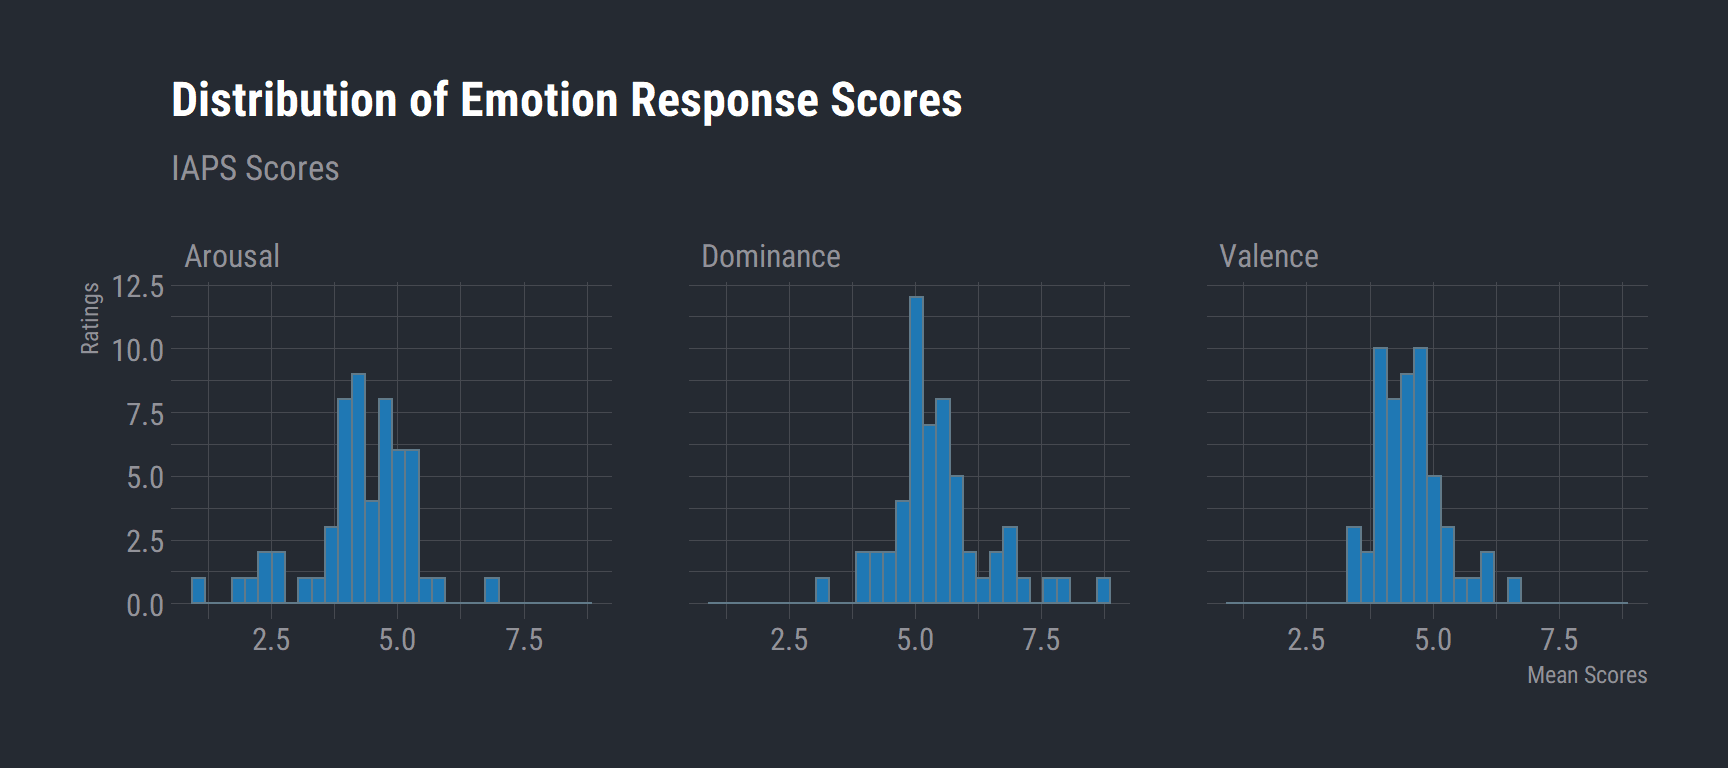 Distribution of Emotion Response Scores
IAPS Scores
Arousal Dominance Valence
Ratings
12.5
10.0
7.5
5.0
2.5
0.0
2.5 5.0 7.5 2.5 5.0 7.5 2.5 5.0 7.5
Mean Scores